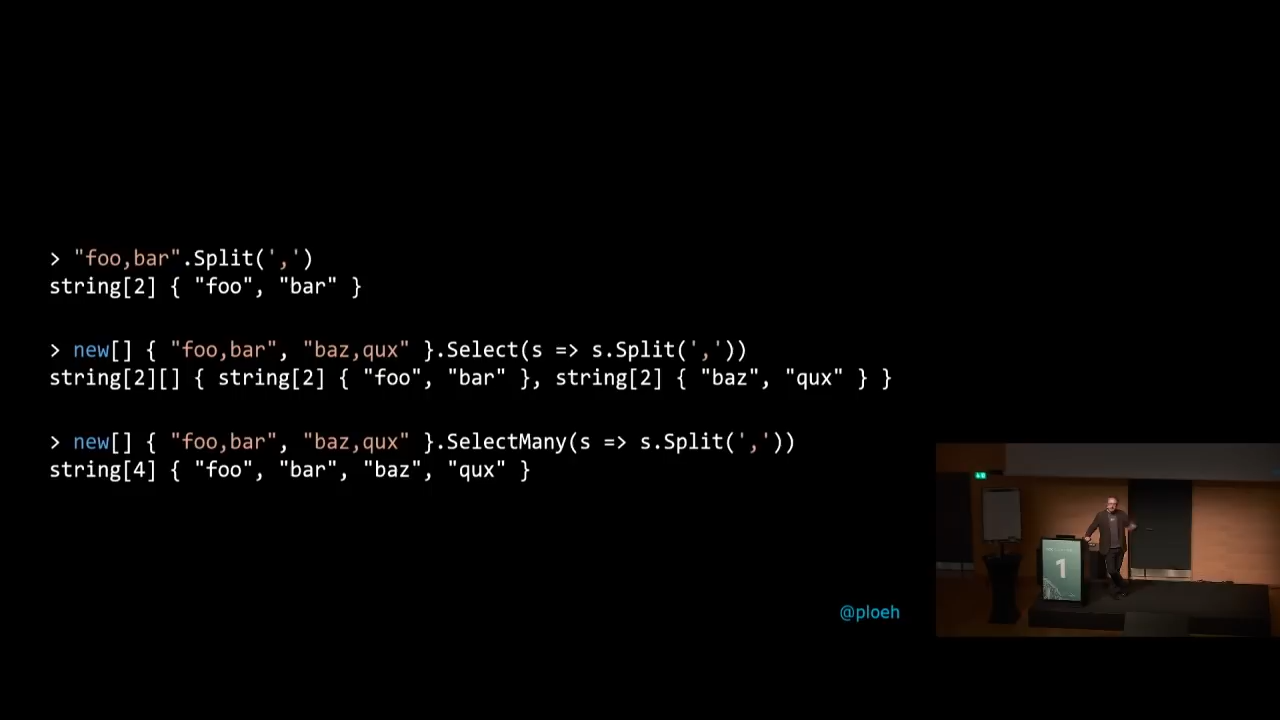 > "foo,bar".Split(',')
string[2] { "foo", "bar" }
> new[] { "foo,bar", "baz,qux" }.Select(s => s.Split(','))
string[2][] { string[2] { "foo", "bar" }, string[2] { "baz", "qux" } }
> new[] { "foo,bar", "baz,qux" }.SelectMany(s => s.Split(','))
string[4] { "foo", "bar", "baz", "qux" }
1
@ploeh